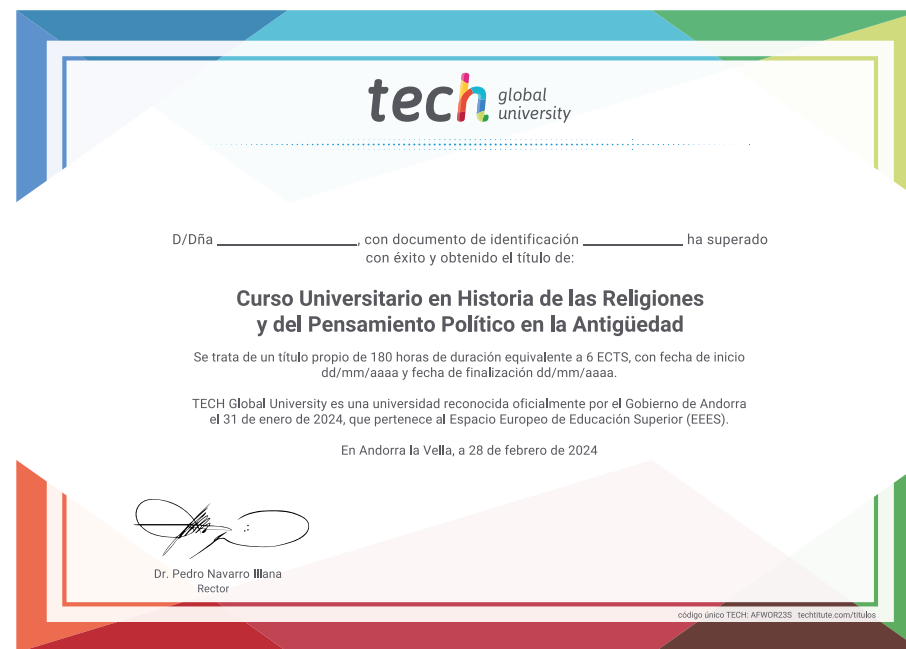 tech global university
D/Dña ____________________, con documento de identificación ______________ ha superado
con éxito y obtenido el título de:
Curso Universitario en Historia de las Religiones
y del Pensamiento Político en la Antigüedad
Se trata de un título propio de 180 horas de duración equivalente a 6 ECTS, con fecha de inicio
dd/mm/aaaa y fecha de finalización dd/mm/aaaa.
TECH Global University es una universidad reconocida oficialmente por el Gobierno de Andorra
el 31 de enero de 2024, que pertenece al Espacio Europeo de Educación Superior (EEES).
En Andorra la Vella, a 28 de febrero de 2024
Dr. Pedro Navarro Illana
Rector
código único TECH: AFWOR23S techtitute.com/titulos